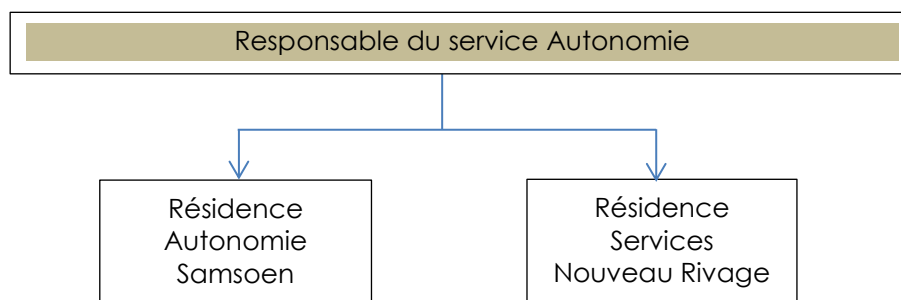 Responsable du service Autonomie
Résidence
Autonomie
Samsoen
Résidence
Services
Nouveau Rivage